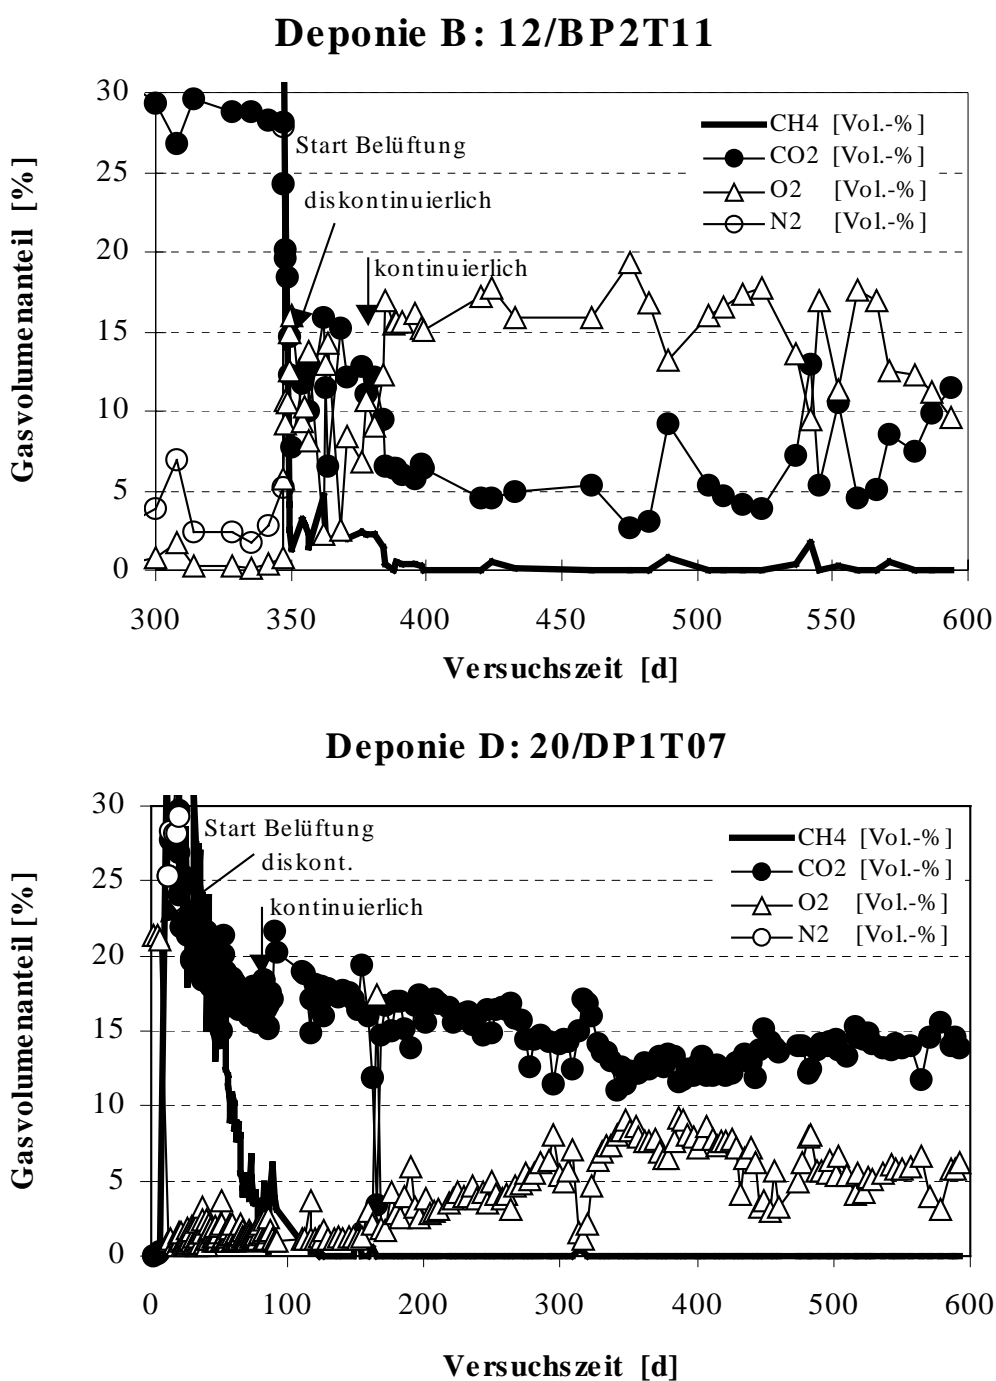 Deponie B: 12/BP2T11
Gasvolumenanteil [%]
30
25
20
15
10
5
0
Start Belüftung
diskontinuierlich
kontinuierlich
CH4 [Vol.-%]
CO2 [Vol.-%]
O2 [Vol.-%]
N2 [Vol.-%]
300 350 400 450 500 550 600
Versuchszeit [d]
Deponie D: 20/DP1T07
Gasvolumenanteil [%]
30
25
20
15
10
5
0
Start Belüftung
diskont.
kontinuierlich
CH4 [Vol.-%]
CO2 [Vol.-%]
O2 [Vol.-%]
N2 [Vol.-%]
0 100 200 300 400 500 600
Versuchszeit [d]